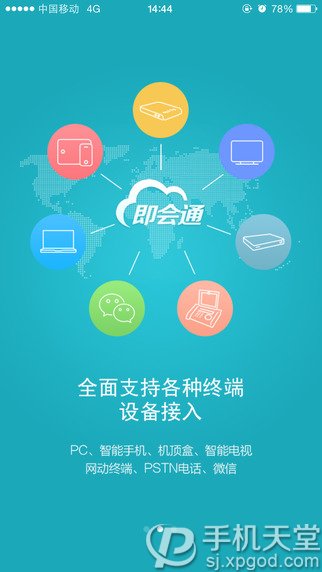 中国移动 4G 14:44 78%
即会通
全面支持各种终端
设备接入
PC、智能手机、机顶盒、智能电视
网动终端、PSTN电话、微信
手机天堂
sj.xpgod.com